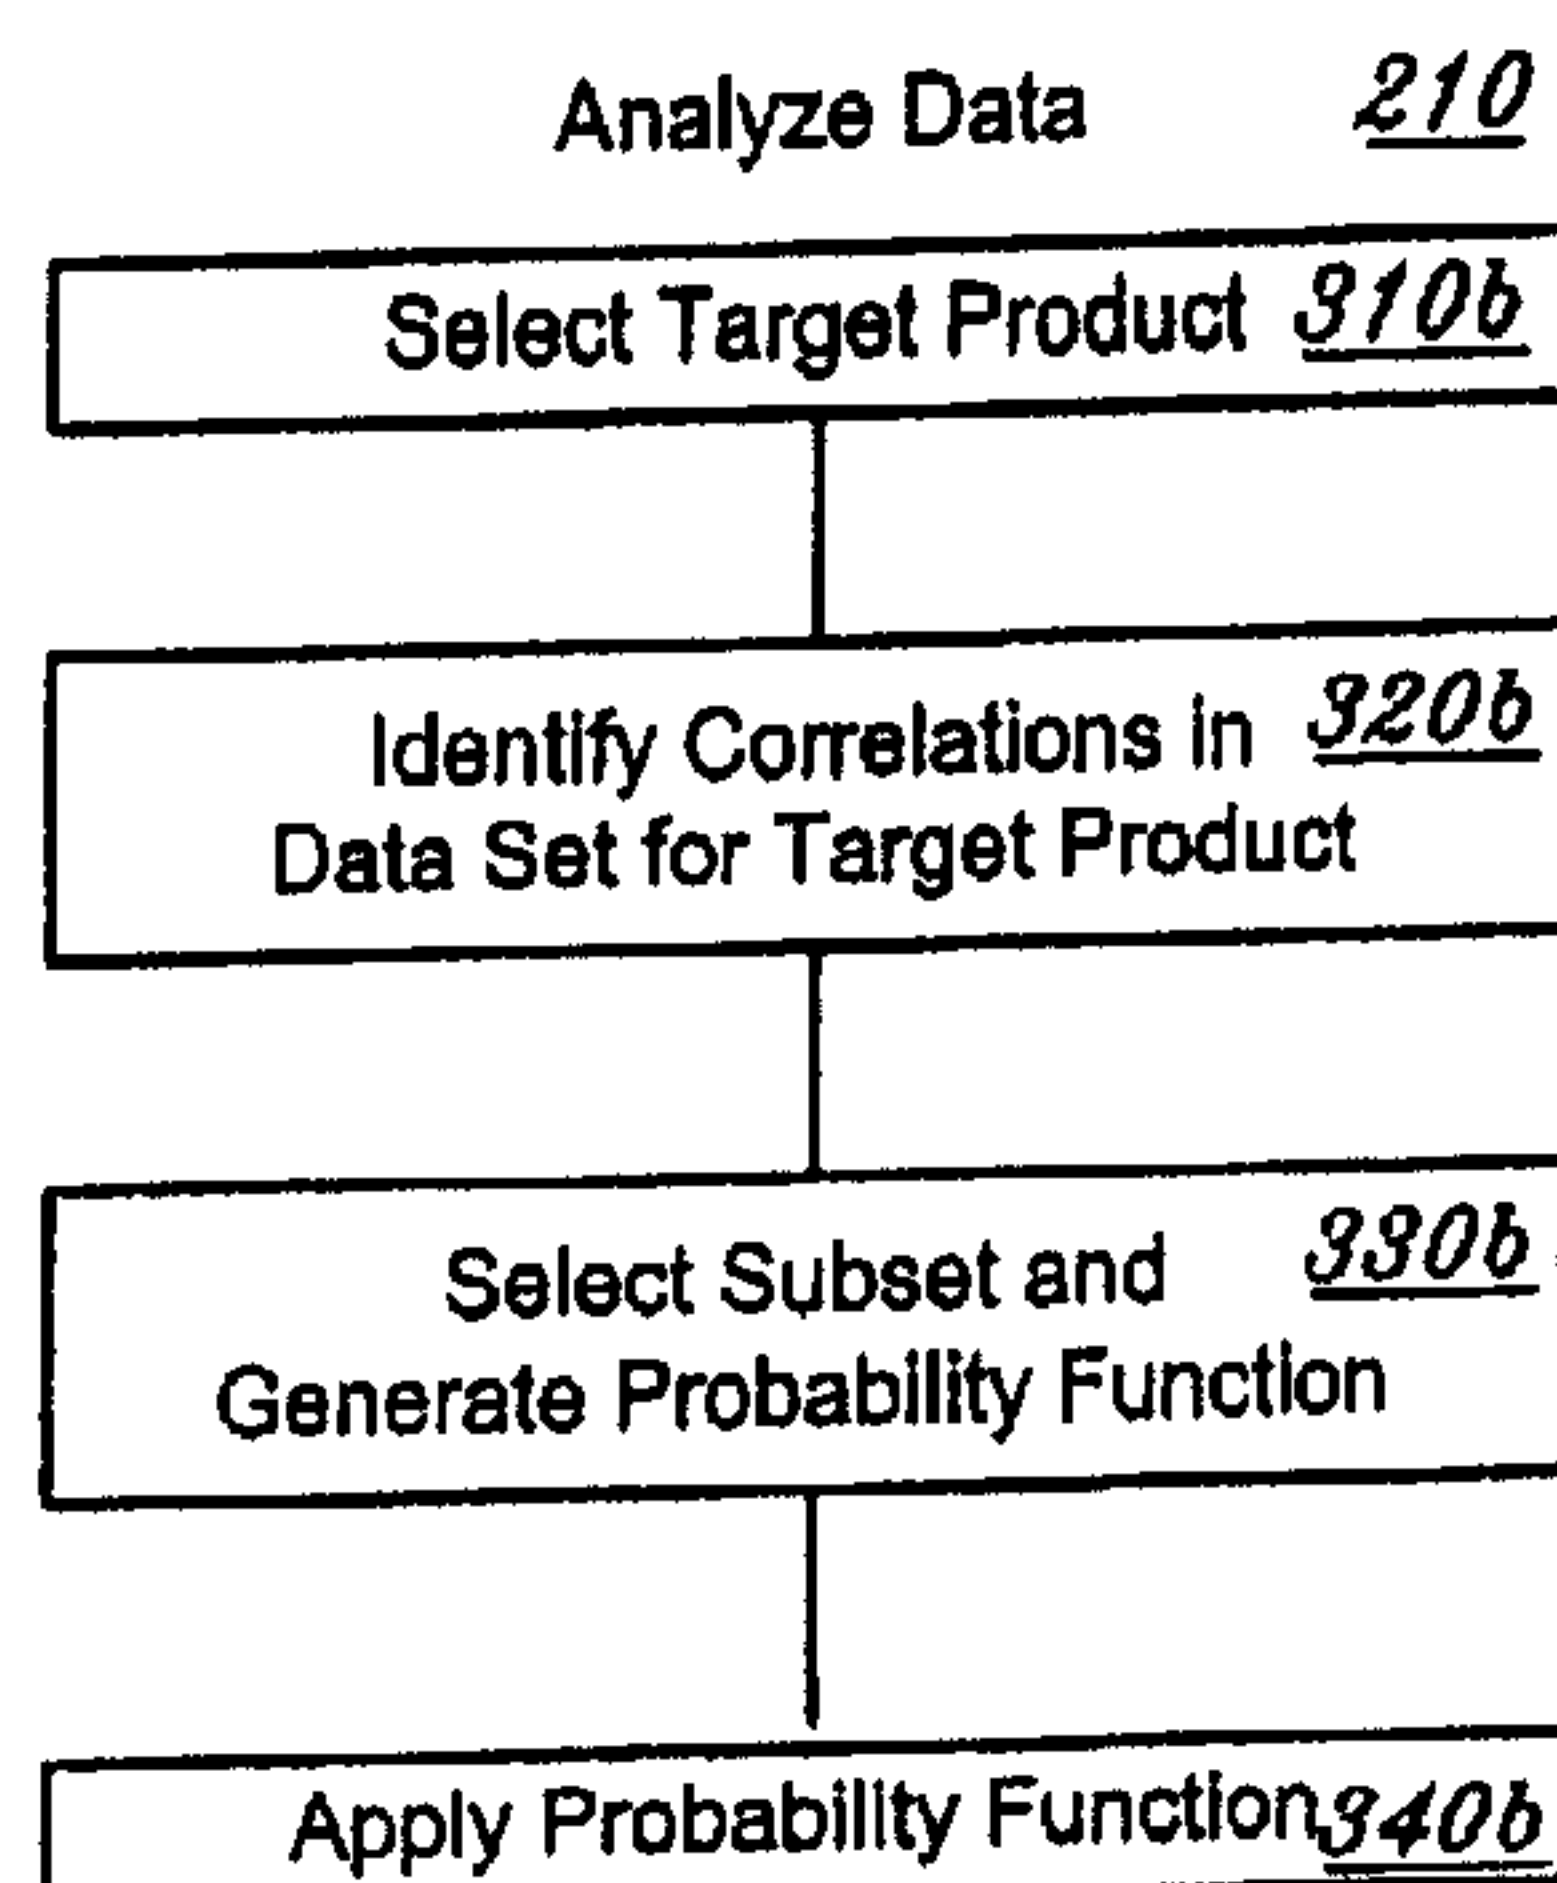 Analyze Data 210
Select Target Product 310b
Identify Correlations in 320b
Data Set for Target Product
Select Subset and 330b
Generate Probability Function
Apply Probability Function 340b